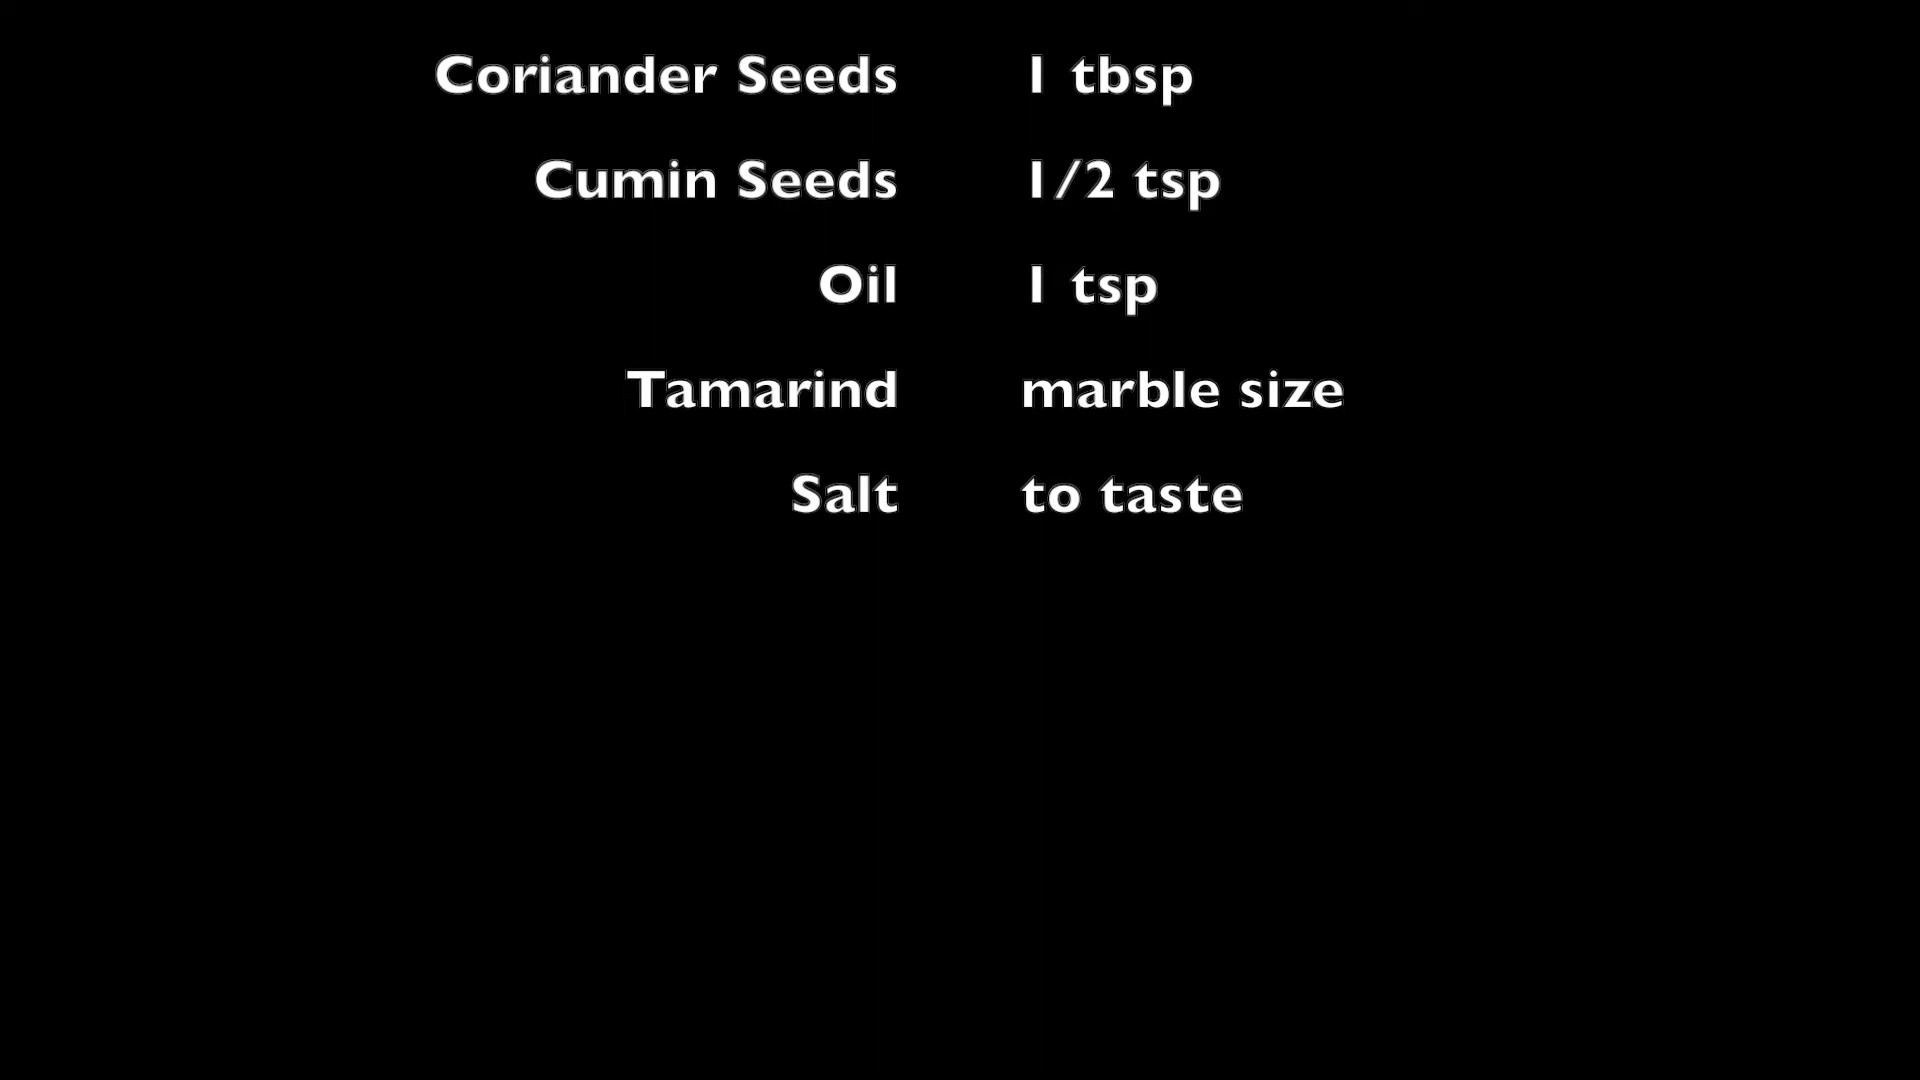 Coriander Seeds 1 tbsp
Cumin Seeds 1/2 tsp
Oil 1 tsp
Tamarind marble size
Salt to taste